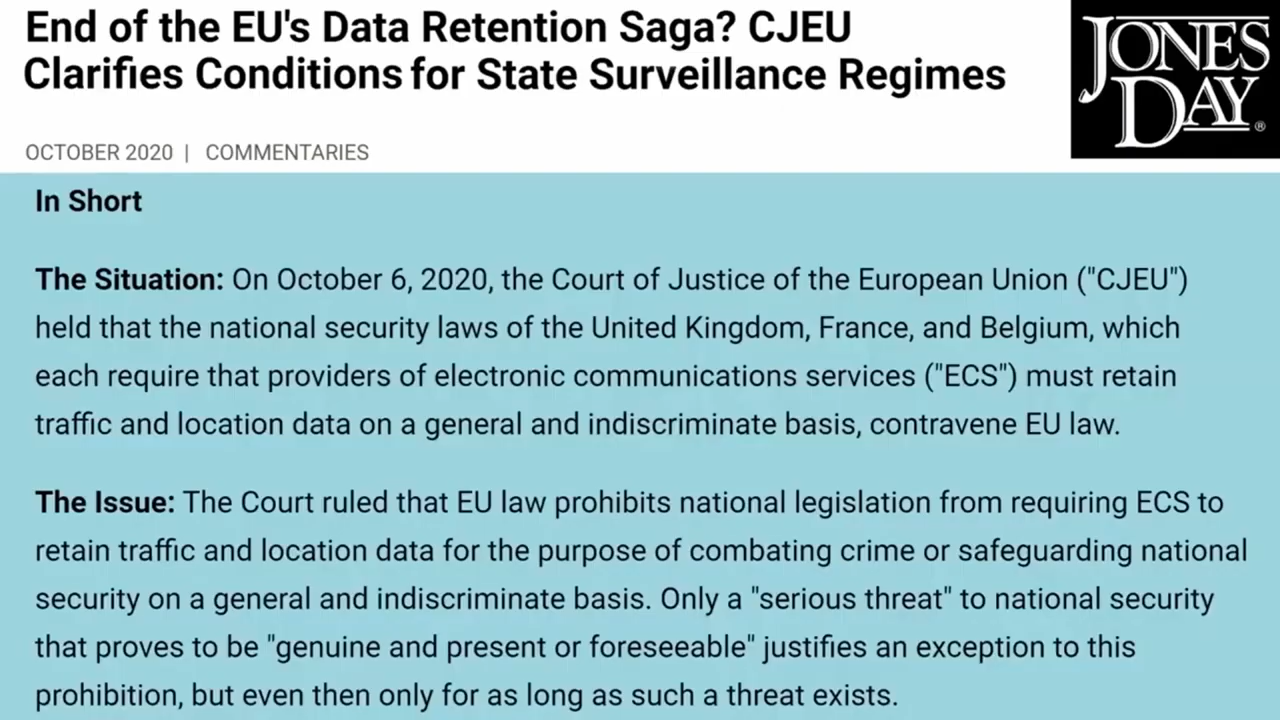 End of the EU's Data Retention Saga? CJEU
Clarifies Conditions for State Surveillance Regimes
JONES
DAY®
OCTOBER 2020 | COMMENTARIES
In Short
The Situation: On October 6, 2020, the Court of Justice of the European Union ("CJEU")
held that the national security laws of the United Kingdom, France, and Belgium, which
each require that providers of electronic communications services ("ECS") must retain
traffic and location data on a general and indiscriminate basis, contravene EU law.
The Issue: The Court ruled that EU law prohibits national legislation from requiring ECS to
retain traffic and location data for the purpose of combating crime or safeguarding national
security on a general and indiscriminate basis. Only a "serious threat" to national security
that proves to be "genuine and present or foreseeable" justifies an exception to this
prohibition, but even then only for as long as such a threat exists.